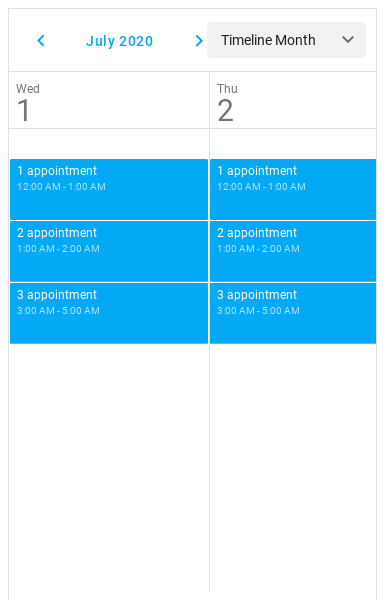 July 2020
Timeline Month
Wed
1
Thu
2
1 appointment
12:00 AM - 1:00 AM
2 appointment
1:00 AM - 2:00 AM
3 appointment
3:00 AM - 5:00 AM
1 appointment
12:00 AM - 1:00 AM
2 appointment
1:00 AM - 2:00 AM
3 appointment
3:00 AM - 5:00 AM